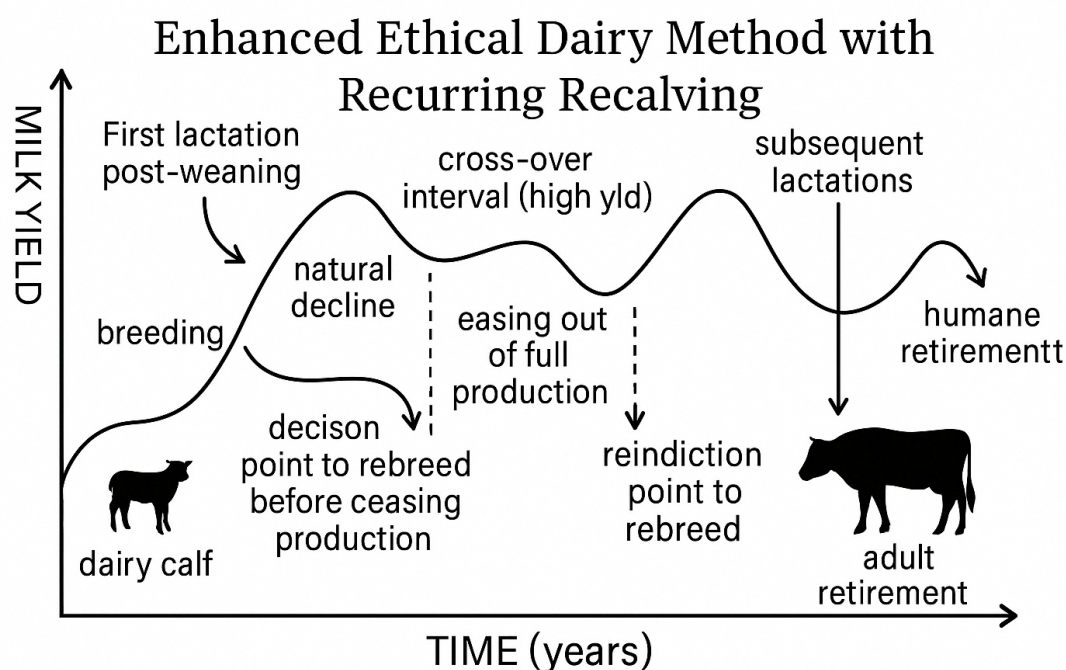 Enhanced Ethical Dairy Method with
Recurring Recalving
MILK YIELD
First lactation
post-weaning
cross-over
interval (high yld)
subsequent
lactations
natural
decline
breeding
easing out
of full
production
humane
retirementt
decison
point to rebreed
before ceasing
production
reindiction
point to
rebreed
dairy calf
adult
retirement
TIME (years)